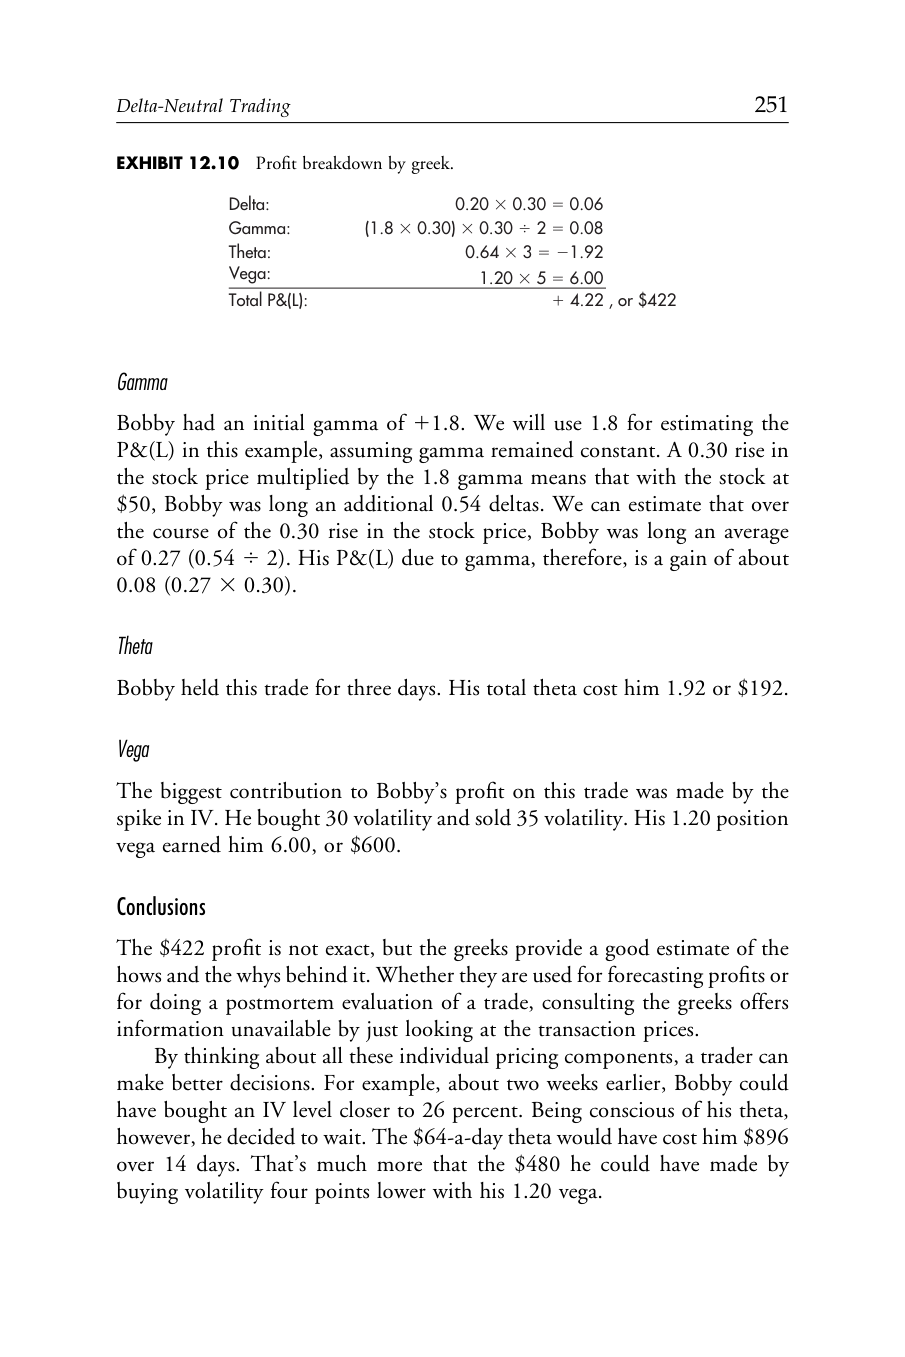 Delta-Neutral Trading 251
EXHIBIT 12.10 Profit breakdown by greek.
Delta: 0.20 × 0.30 = 0.06
Gamma: (1.8 × 0.30) × 0.30 ÷ 2 = 0.08
Theta: 0.64 × 3 = −1.92
Vega: 1.20 × 5 = 6.00
Total P&(L): + 4.22 , or $422
Gamma
Bobby had an initial gamma of +1.8. We will use 1.8 for estimating the
P&(L) in this example, assuming gamma remained constant. A 0.30 rise in
the stock price multiplied by the 1.8 gamma means that with the stock at
$50, Bobby was long an additional 0.54 deltas. We can estimate that over
the course of the 0.30 rise in the stock price, Bobby was long an average
of 0.27 (0.54 ÷ 2). His P&(L) due to gamma, therefore, is a gain of about
0.08 (0.27 × 0.30).
Theta
Bobby held this trade for three days. His total theta cost him 1.92 or $192.
Vega
The biggest contribution to Bobby’s profit on this trade was made by the
spike in IV. He bought 30 volatility and sold 35 volatility. His 1.20 position
vega earned him 6.00, or $600.
Conclusions
The $422 profit is not exact, but the greeks provide a good estimate of the
hows and the whys behind it. Whether they are used for forecasting profits or
for doing a postmortem evaluation of a trade, consulting the greeks offers
information unavailable by just looking at the transaction prices.
By thinking about all these individual pricing components, a trader can
make better decisions. For example, about two weeks earlier, Bobby could
have bought an IV level closer to 26 percent. Being conscious of his theta,
however, he decided to wait. The $64-a-day theta would have cost him $896
over 14 days. That’s much more that the $480 he could have made by
buying volatility four points lower with his 1.20 vega.